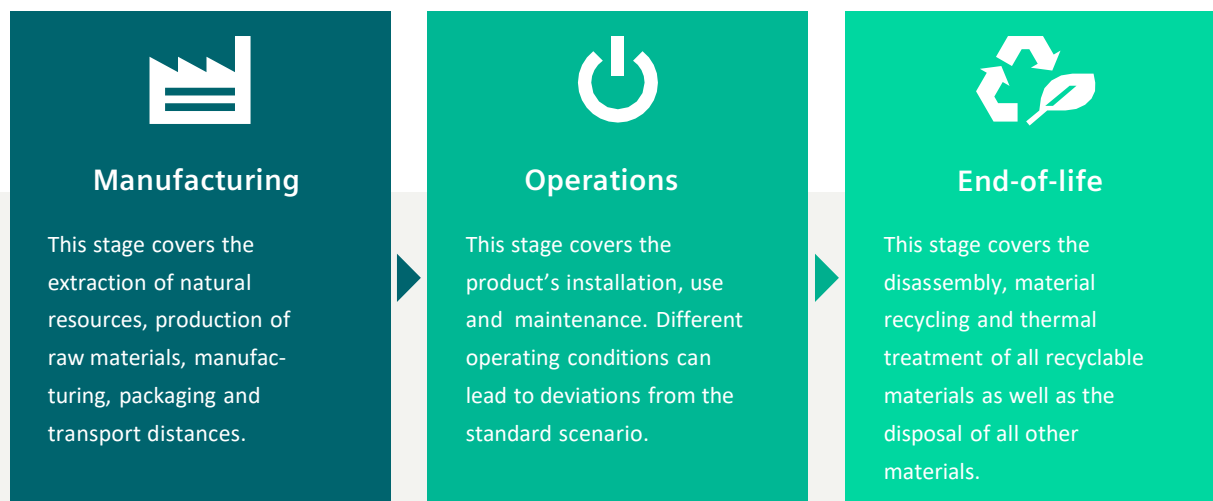 Manufacturing
This stage covers the
extraction of natural
resources, production of
raw materials, manufac-
turing, packaging and
transport distances.
Operations
This stage covers the
product’s installation, use
and maintenance. Different
operating conditions can
lead to deviations from the
standard scenario.
End-of-life
This stage covers the
disassembly, material
recycling and thermal
treatment of all recyclable
materials as well as the
disposal of all other
materials.